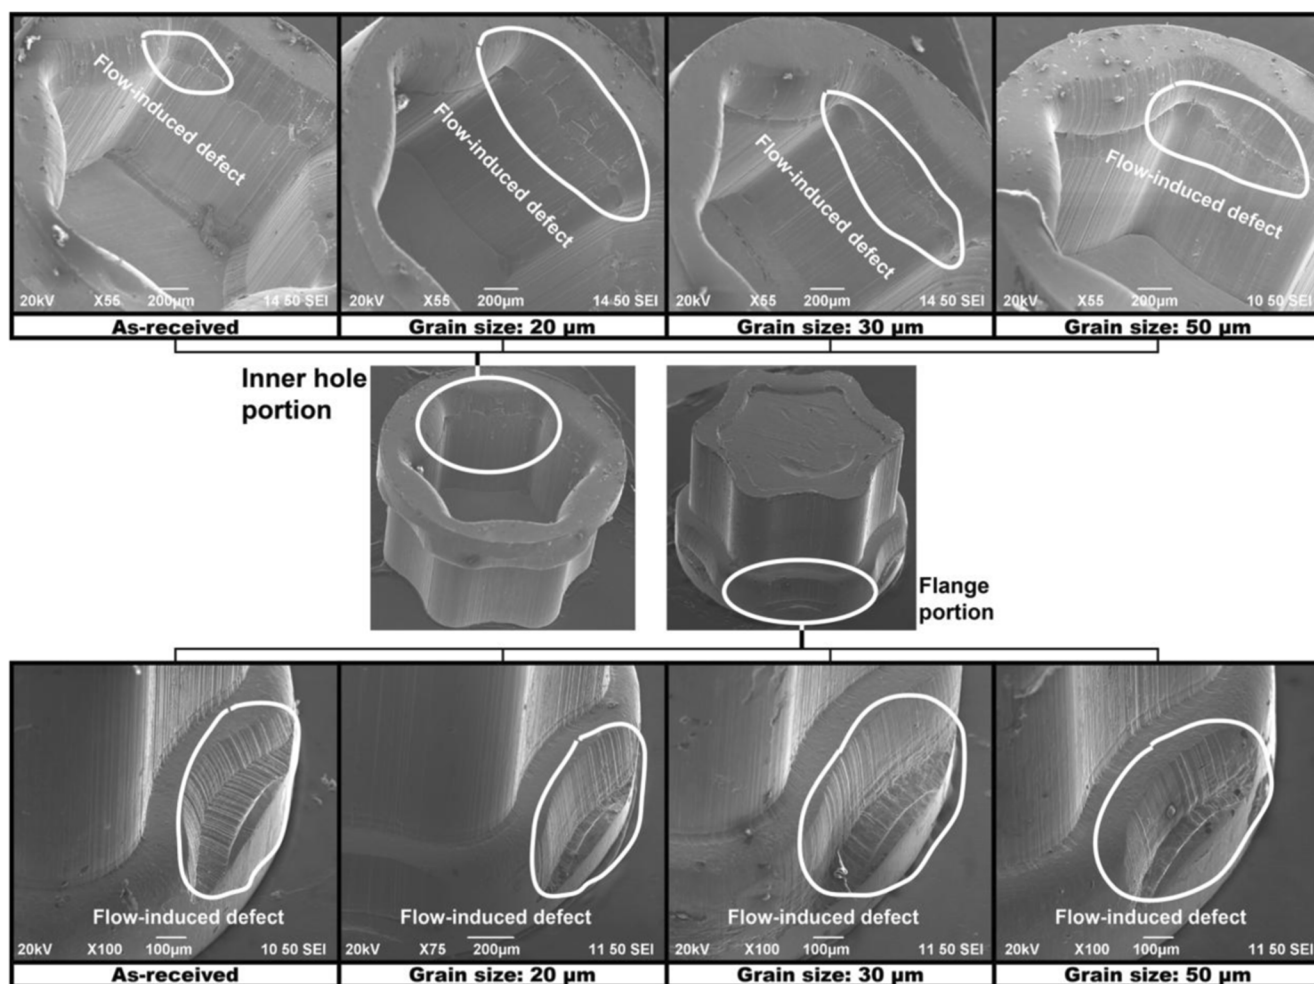 Flow-induced defect
20kV X55 200µm 14 50 SEI
As-received
Flow-induced defect
20kV X55 200µm 14 50 SEI
Grain size: 20 µm
Flow-induced defect
20kV X55 200µm 14 50 SEI
Grain size: 30 µm
Flow-induced defect
20kV X55 200µm 10 50 SEI
Grain size: 50 µm
Inner hole
portion
Flange
portion
Flow-induced defect
20kV X100 100µm 10 50 SEI
As-received
Flow-induced defect
20kV X75 200µm 11 50 SEI
Grain size: 20 µm
Flow-induced defect
20kV X100 100µm 11 50 SEI
Grain size: 30 µm
Flow-induced defect
20kV X100 100µm 11 50 SEI
Grain size: 50 µm